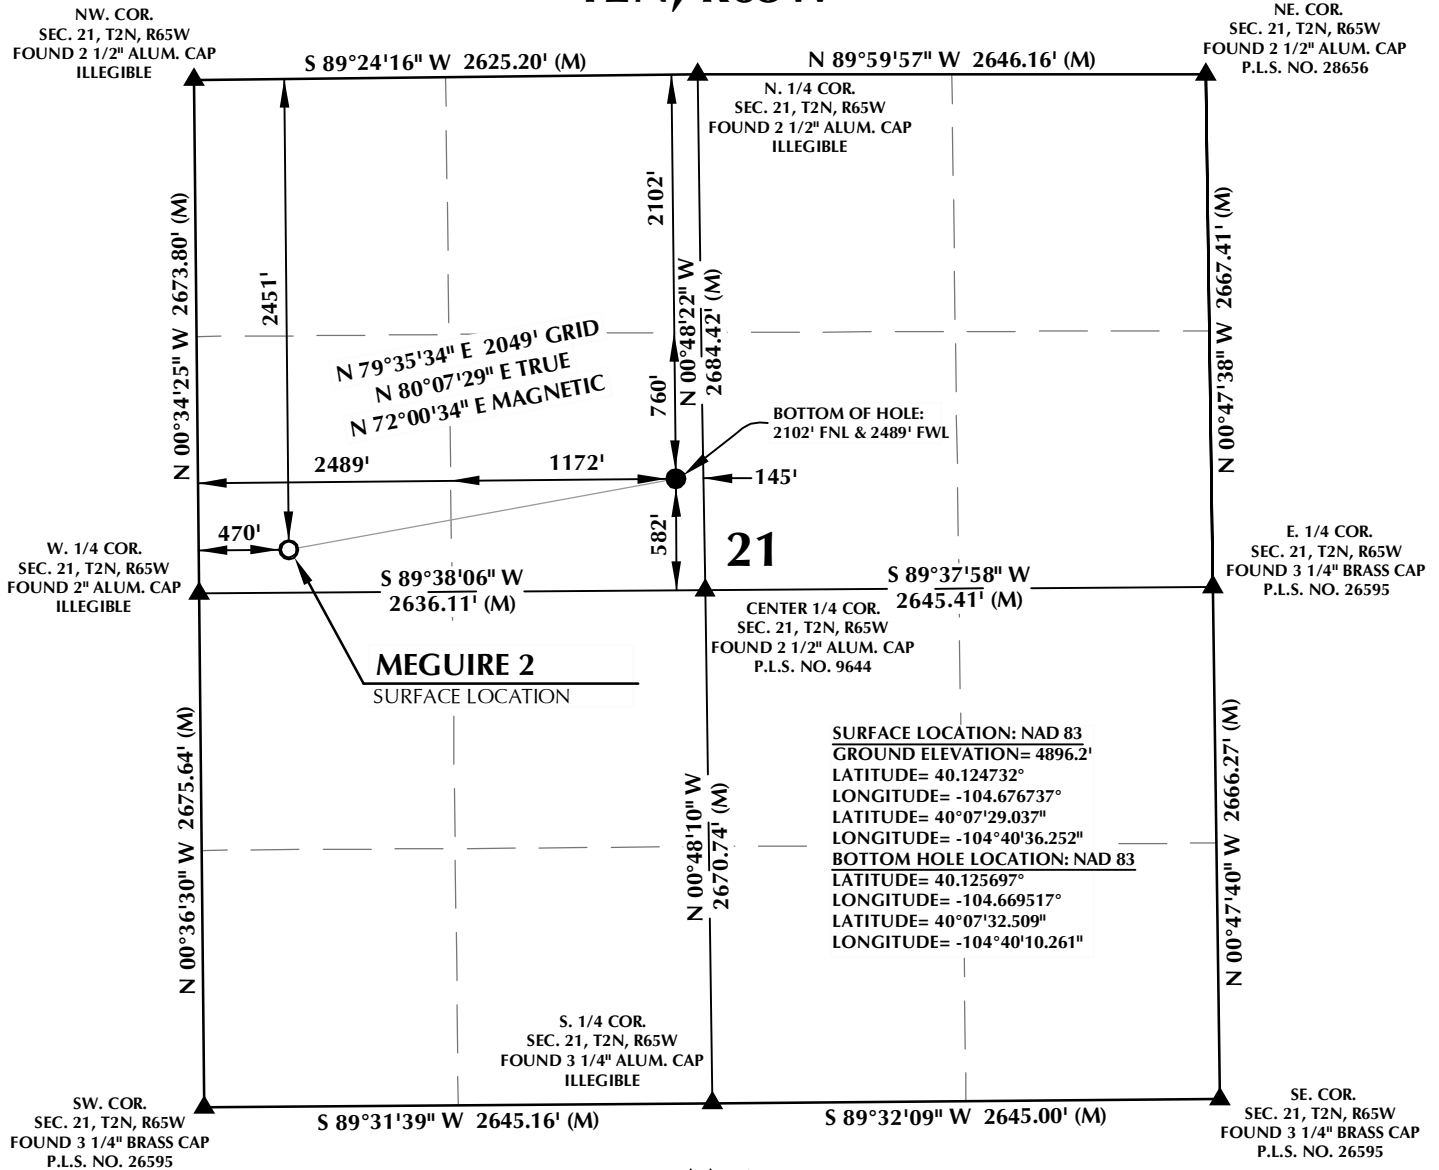 T2N, R65W
NW. COR.
SEC. 21, T2N, R65W
FOUND 2 1/2" ALUM. CAP
ILLEGIBLE
S 89°24'16" W 2625.20' (M)
N 89°59'57" W 2646.16' (M)
NE. COR.
SEC. 21, T2N, R65W
FOUND 2 1/2" ALUM. CAP
P.L.S. NO. 28656
N. 1/4 COR.
SEC. 21, T2N, R65W
FOUND 2 1/2" ALUM. CAP
ILLEGIBLE
N 00°34'25" W 2673.80' (M)
2451'
2102'
N 00°48'22" W
2684.42' (M)
N 00°47'38" W 2667.41' (M)
N 79°35'34" E 2049' GRID
N 80°07'29" E TRUE
N 72°00'34" E MAGNETIC
760'
BOTTOM OF HOLE:
2102' FNL & 2489' FWL
2489'
1172'
145'
470'
582'
21
W. 1/4 COR.
SEC. 21, T2N, R65W
FOUND 2" ALUM. CAP
ILLEGIBLE
S 89°38'06" W
2636.11' (M)
S 89°37'58" W
2645.41' (M)
E. 1/4 COR.
SEC. 21, T2N, R65W
FOUND 3 1/4" BRASS CAP
P.L.S. NO. 26595
CENTER 1/4 COR.
SEC. 21, T2N, R65W
FOUND 2 1/2" ALUM. CAP
P.L.S. NO. 9644
MEGUIRE 2
SURFACE LOCATION
N 00°36'30" W 2675.64' (M)
N 00°48'10" W
2670.74' (M)
N 00°47'40" W 2666.27' (M)
SURFACE LOCATION: NAD 83
GROUND ELEVATION= 4896.2'
LATITUDE= 40.124732°
LONGITUDE= -104.676737°
LATITUDE= 40°07'29.037"
LONGITUDE= -104°40'36.252"
BOTTOM HOLE LOCATION: NAD 83
LATITUDE= 40.125697°
LONGITUDE= -104.669517°
LATITUDE= 40°07'32.509"
LONGITUDE= -104°40'10.261"
S. 1/4 COR.
SEC. 21, T2N, R65W
FOUND 3 1/4" ALUM. CAP
ILLEGIBLE
SW. COR.
SEC. 21, T2N, R65W
FOUND 3 1/4" BRASS CAP
P.L.S. NO. 26595
S 89°31'39" W 2645.16' (M)
S 89°32'09" W 2645.00' (M)
SE. COR.
SEC. 21, T2N, R65W
FOUND 3 1/4" BRASS CAP
P.L.S. NO. 26595